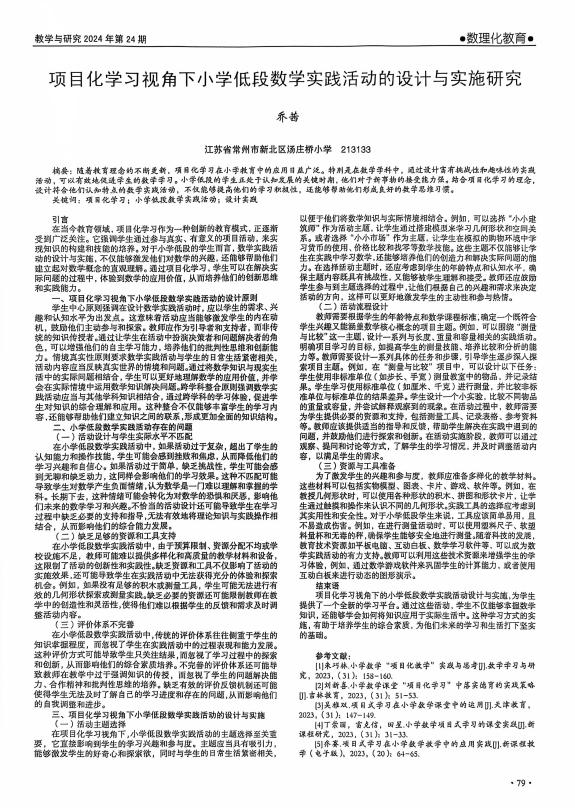 教学与研究 2024 年第 24 期
●数理化教育●
项目化学习视角下小学低段数学实践活动的设计与实施研究
乔茜
江苏省常州市新北区汤庄桥小学 213133
摘要：随着教育理念的不断更新，项目化学习在小学教育中的应用日益广泛。特别是在数学学科中，通过设计富有挑战性和趣味性的实践
活动，可以有效地促进学生的数学学习。小学低段的学生正处于认知发展的关键时期，他们对于新事物的接受能力强。结合项目化学习的理念，
设计符合他们认知特点的数学实践活动，不仅能够提高他们的学习积极性，还能够帮助他们形成良好的数学思维习惯。
关键词：项目化学习；小学低段数学实践活动；设计实践
引言
在当今教育领域，项目化学习作为一种创新的教育模式，正逐渐
受到广泛关注。它强调学生通过参与真实、有意义的项目活动，来实
现知识的构建和技能的培养。对于小学低段的学生而言，数学实践活
动的设计与实施，不仅能够激发他们对数学的兴趣，还能够帮助他们
建立起对数学概念的直观理解。通过项目化学习，学生可以在解决实
际问题的过程中，体验到数学的应用价值，从而培养他们的创新思维
和实践能力。
一、项目化学习视角下小学低段数学实践活动的设计原则
学生中心原则强调在设计数学实践活动时，应以学生的需求、兴
趣和认知水平为出发点。这意味着活动应当能够激发学生的内在动
机，鼓励他们主动参与和探索。教师应作为引导者和支持者，而非传
统的知识传授者。通过让学生在活动中扮演决策者和问题解决者的角
色，可以增强他们的自主学习能力，培养他们的批判性思维和创新能
力。情境真实性原则要求数学实践活动与学生的日常生活紧密相关，
活动内容应当反映真实世界的情境和问题。通过将数学知识与现实生
活中的实际问题相结合，学生可以更好地理解数学的应用价值，并学
会在实际情境中运用数学知识解决问题。跨学科整合原则强调数学实
践活动应当与其他学科知识相结合，通过跨学科的学习体验，促进学
生对知识的综合理解和应用。这种整合不仅能够丰富学生的学习内
容，还能够帮助他们建立知识之间的联系，形成更加全面的知识结构。
二、小学低段数学实践活动存在的问题
（一）活动设计与学生实际水平不匹配
在小学低段数学实践活动中，如果活动过于复杂，超出了学生的
认知能力和操作技能，学生可能会感到挫败和焦虑，从而降低他们的
学习兴趣和自信心。如果活动过于简单，缺乏挑战性，学生可能会感
到无聊和缺乏动力，这同样会影响他们的学习效果。这种不匹配可能
导致学生对数学产生负面情绪，认为数学是一门难以理解和掌握的学
科。长期下去，这种情绪可能会转化为对数学的恐惧和厌恶，影响他
们未来的数学学习和兴趣。不恰当的活动设计还可能导致学生在学习
过程中缺乏必要的支持和指导，无法有效地将理论知识与实践操作相
结合，从而影响他们的综合能力发展。
（二）缺乏足够的资源和工具支持
在小学低段数学实践活动中，由于预算限制、资源分配不均或学
校设施不足，教师可能难以提供多样化和高质量的教学材料和设备，
这限制了活动的创新性和实践性。缺乏资源和工具不仅影响了活动的
实施效果，还可能导致学生在实践活动中无法获得充分的体验和探索
机会。例如，如果没有足够的积木或测量工具，学生可能无法进行有
效的几何形状探索或测量实践。缺乏必要的资源还可能限制教师在教
学中的创造性和灵活性，使得他们难以根据学生的反馈和需求及时调
整活动内容。
（三）评价体系不完善
在小学低段数学实践活动中，传统的评价体系往往侧重于学生的
知识掌握程度，而忽视了学生在实践活动中的过程表现和能力发展。
这种评价方式可能导致学生只关注结果，而忽视了学习过程中的探索
和创新，从而影响他们的综合素质培养。不完善的评价体系还可能导
致教师在教学中过于强调知识的传授，而忽视了学生的问题解决能
力、合作精神和批判性思维的培养。缺乏有效的评价反馈机制还可能
使得学生无法及时了解自己的学习进度和存在的问题，从而影响他们
的自我调整和进步。
三、项目化学习视角下小学低段数学实践活动的设计与实施
（一）活动主题选择
在项目化学习视角下，小学低段数学实践活动的主题选择至关重
要，它直接影响到学生的学习兴趣和参与度。主题应当具有吸引力，
能够激发学生的好奇心和探索欲，同时与学生的日常生活紧密相关，
以便于他们将数学知识与实际情境相结合。例如，可以选择“小小建
筑师”作为活动主题，让学生通过搭建模型来学习几何形状和空间关
系。或者选择“小小市场”作为主题，让学生在模拟的购物环境中学
习货币的使用、价格比较和找零等数学技能。这些主题不仅能够让学
生在实践中学习数学，还能够培养他们的创造力和解决实际问题的能
力。在选择活动主题时，还应考虑到学生的年龄特点和认知水平，确
保主题内容既具有挑战性，又能够被学生理解和接受。教师还应鼓励
学生参与到主题选择的过程中，让他们根据自己的兴趣和需求来决定
活动的方向，这样可以更好地激发学生的主动性和参与热情。
（二）活动流程设计
教师需要根据学生的年龄特点和数学课程标准，确定一个既符合
学生兴趣又能涵盖数学核心概念的项目主题。例如，可以围绕“测量
与比较”这一主题，设计一系列与长度、重量和容量相关的实践活动。
明确项目学习的目标，如提高学生的测量技能、培养比较和分析的能
力等。教师需要设计一系列具体的任务和步骤，引导学生逐步深入探
索项目主题。例如，在“测量与比较”项目中，可以设计以下任务：
学生使用非标准单位（如步长、手宽）测量教室中的物品，并记录结
果。学生学习使用标准单位（如厘米、千克）进行测量，并比较非标
准单位与标准单位的结果差异。学生设计一个小实验，比较不同物品
的重量或容量，并尝试解释观察到的现象。在活动过程中，教师需要
为学生提供必要的资源和支持，包括测量工具、记录表格、参考资料
等。教师应该提供适当的指导和反馈，帮助学生解决在实践中遇到的
问题，并鼓励他们进行探索和创新。在活动实施阶段，教师可以通过
观察、提问和讨论等方式，了解学生的学习情况，并及时调整活动内
容，以满足学生的需求。
（三）资源与工具准备
为了激发学生的兴趣和参与度，教师应准备多样化的教学材料。
这些材料可以包括实物模型、图表、卡片、游戏、软件等。例如，在
教授几何形状时，可以使用各种形状的积木、拼图和形状卡片，让学
生通过触摸和操作来认识不同的几何形状。实践工具的选择应考虑到
其实用性和安全性。对于小学低段学生来说，工具应该简单易用，且
不易造成伤害。例如，在进行测量活动时，可以使用塑料尺子、软塑
料量杯和无毒的秤，确保学生能够安全地进行测量。随着科技的发展，
教育技术资源如平板电脑、互动白板、数学学习软件等，可以成为数
学实践活动的有力支持。教师可以利用这些技术资源来增强学生的学
习体验，例如，通过数学游戏软件来巩固学生的计算能力，或者使用
互动白板来进行动态的图形演示。
结束语
项目化学习视角下的小学低段数学实践活动设计与实施，为学生
提供了一个全新的学习平台。通过这些活动，学生不仅能够掌握数学
知识，还能够学会如何将知识应用于实际生活中。这种学习方式的实
施，有助于培养学生的综合素质，为他们未来的学习和生活打下坚实
的基础。
参考文献：
[1]朱巧林.小学数学“项目化教学”实践与思考[J].数学学习与研
究，2023，（31）：158-160.
[2]刘新春.小学数学课堂“项目化学习”中落实德育的实践策略
[J].吉林教育，2023，（31）：51-53.
[3]吴雄双.项目式学习在小学数学课堂中的运用[J].天津教育，
2023，（31）：147-149.
[4]丁崇丽，雷克信，田星.小学数学项目式学习的课堂实践[J].新
课程研究，2023，（31）：31-33.
[5]乔蓉.项目式学习在小学数学教学中的应用实践[J].新课程教
学（电子版），2023，（20）：64-65.
·79·